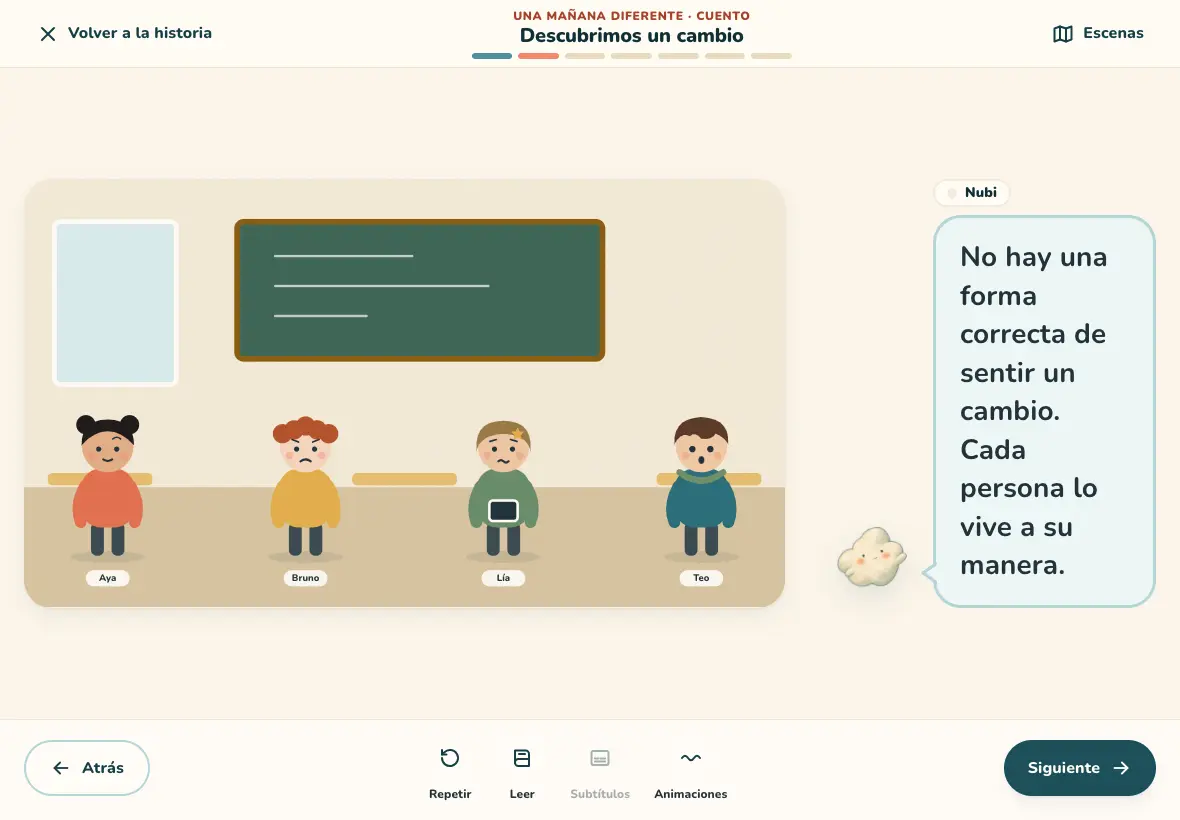 Volver a la historia
UNA MAÑANA DIFERENTE · CUENTO
Descubrimos un cambio
Escenas
Nubi
No hay una
forma
correcta de
sentir un
cambio.
Cada
persona lo
vive a su
manera.
Aya
Bruno
Lía
Teo
Atrás
Repetir
Leer
Subtítulos
Animaciones
Siguiente